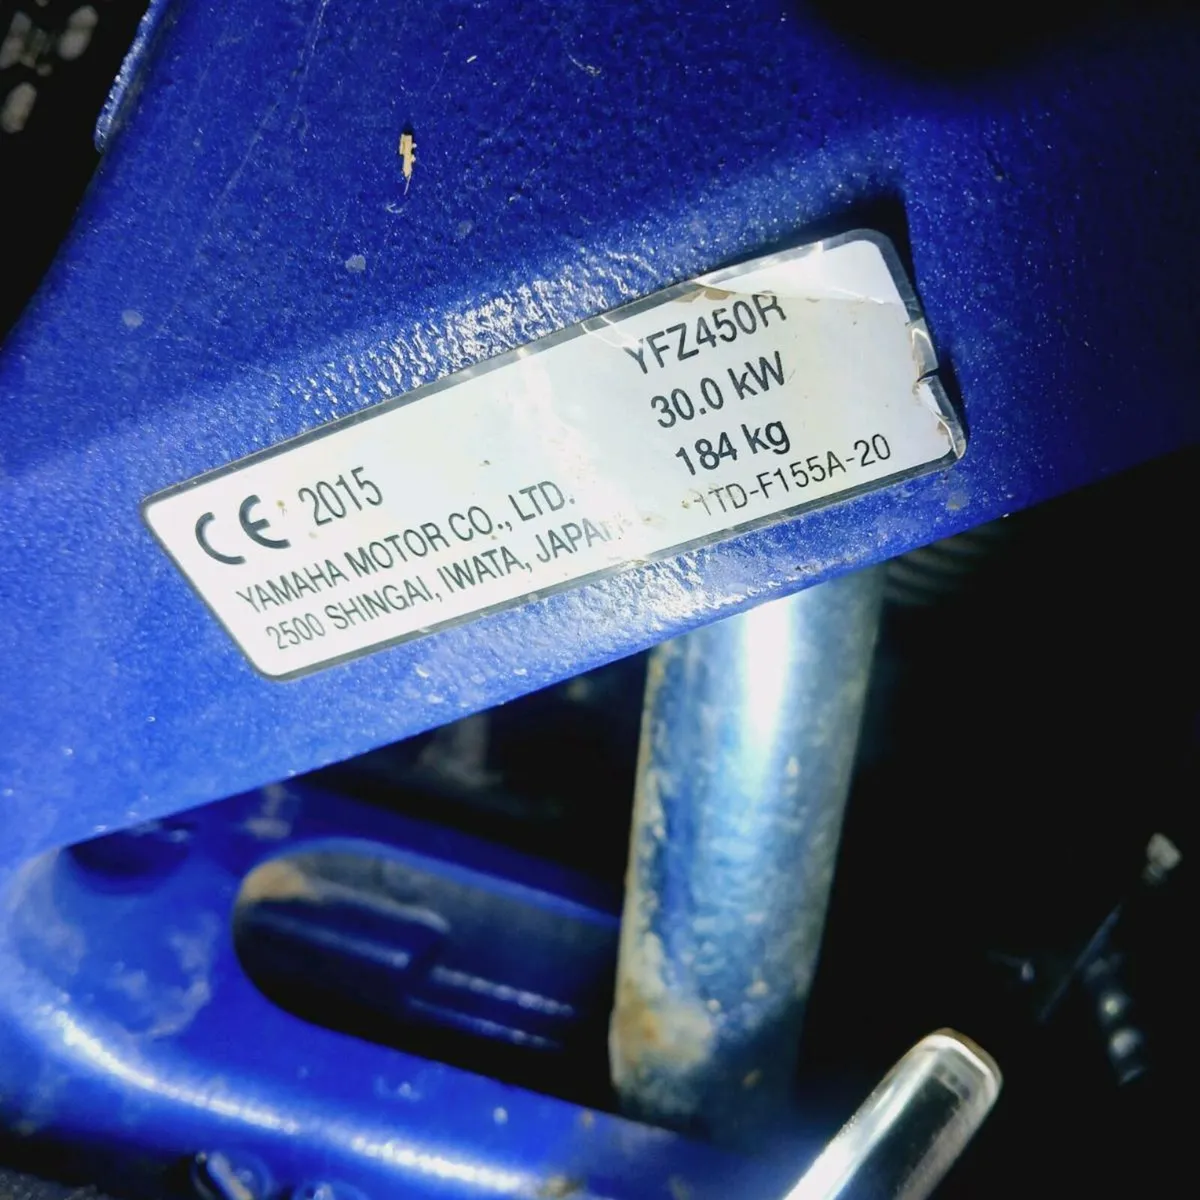 CE 2015
YAMAHA MOTOR CO., LTD.
2500 SHINGAI, IWATA, JAPAN
YFZ450R
30.0 kW
184 kg
1TD-F155A-20